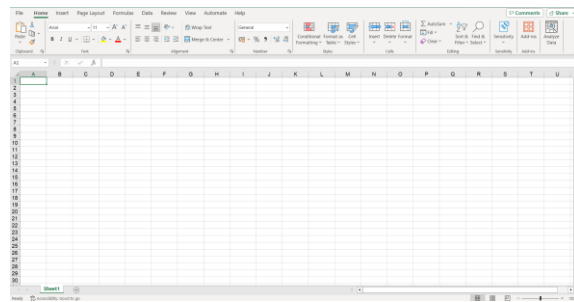 File Home Insert Page Layout Formulas Data Review View Automate Help
Comments Share
Paste
Arial 11
B I U
Wrap Text
Merge & Center
General
Conditional Formatting Format as Table Cell Styles
Insert Delete Format
AutoSum
Fill
Clear
Sort & Filter Find & Select
Sensitivity
Add-ins
Analyze Data
Clipboard Font Alignment Number Styles Cells Editing Sensitivity Add-ins
A1
A B C D E F G H I J K L M N O P Q R S T U
1
2
3
4
5
6
7
8
9
10
11
12
13
14
15
16
17
18
19
20
21
22
23
24
25
26
27
28
29
30
Sheet1
Ready Accessibility: Good to go